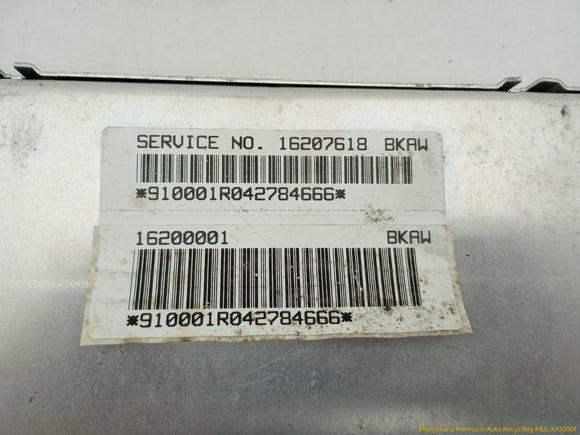 SERVICE NO. 16207618 BKAW
*910001R042784666*
16200001 BKAW
*910001R042784666*
Playground Premium Auto Recycling-MLL-XXXXXX